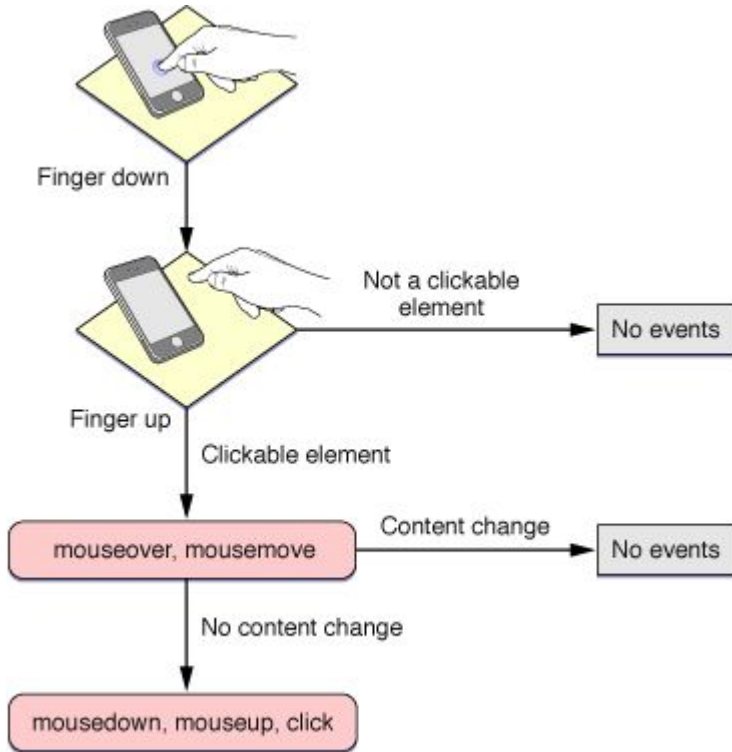 Finger down
Not a clickable
element
No events
Finger up
Clickable element
mouseover, mousemove
Content change
No events
No content change
mousedown, mouseup, click